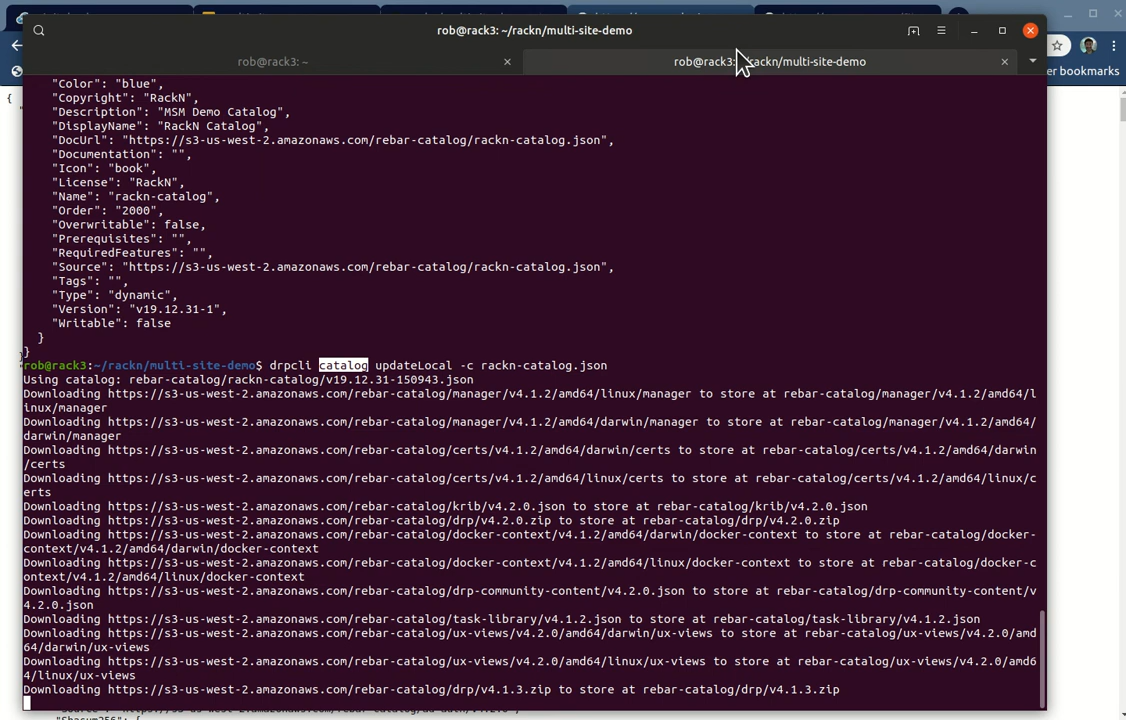 rob@rack3: ~/rackn/multi-site-demo
rob@rack3: ~
rob@rack3: rackn/multi-site-demo
er bookmarks
{
"Color": "blue",
"Copyright": "RackN",
"Description": "MSM Demo Catalog",
"DisplayName": "RackN Catalog",
"DocUrl": "https://s3-us-west-2.amazonaws.com/rebar-catalog/rackn-catalog.json",
"Documentation": "",
"Icon": "book",
"License": "RackN",
"Name": "rackn-catalog",
"Order": "2000",
"Overwritable": false,
"Prerequisites": "",
"RequiredFeatures": "",
"Source": "https://s3-us-west-2.amazonaws.com/rebar-catalog/rackn-catalog.json",
"Tags": "",
"Type": "dynamic",
"Version": "v19.12.31-1",
"Writable": false
}
}
rob@rack3:~/rackn/multi-site-demo$ drpcli catalog updateLocal -c rackn-catalog.json
Using catalog: rebar-catalog/rackn-catalog/v19.12.31-150943.json
Downloading https://s3-us-west-2.amazonaws.com/rebar-catalog/manager/v4.1.2/amd64/linux/manager to store at rebar-catalog/manager/v4.1.2/amd64/l
inux/manager
Downloading https://s3-us-west-2.amazonaws.com/rebar-catalog/manager/v4.1.2/amd64/darwin/manager to store at rebar-catalog/manager/v4.1.2/amd64/
darwin/manager
Downloading https://s3-us-west-2.amazonaws.com/rebar-catalog/certs/v4.1.2/amd64/darwin/certs to store at rebar-catalog/certs/v4.1.2/amd64/darwin
/certs
Downloading https://s3-us-west-2.amazonaws.com/rebar-catalog/certs/v4.1.2/amd64/linux/certs to store at rebar-catalog/certs/v4.1.2/amd64/linux/c
erts
Downloading https://s3-us-west-2.amazonaws.com/rebar-catalog/krib/v4.2.0.json to store at rebar-catalog/krib/v4.2.0.json
Downloading https://s3-us-west-2.amazonaws.com/rebar-catalog/drp/v4.2.0.zip to store at rebar-catalog/drp/v4.2.0.zip
Downloading https://s3-us-west-2.amazonaws.com/rebar-catalog/docker-context/v4.1.2/amd64/darwin/docker-context to store at rebar-catalog/docker-
context/v4.1.2/amd64/darwin/docker-context
Downloading https://s3-us-west-2.amazonaws.com/rebar-catalog/docker-context/v4.1.2/amd64/linux/docker-context to store at rebar-catalog/docker-c
ontext/v4.1.2/amd64/linux/docker-context
Downloading https://s3-us-west-2.amazonaws.com/rebar-catalog/drp-community-content/v4.2.0.json to store at rebar-catalog/drp-community-content/v
4.2.0.json
Downloading https://s3-us-west-2.amazonaws.com/rebar-catalog/task-library/v4.1.2.json to store at rebar-catalog/task-library/v4.1.2.json
Downloading https://s3-us-west-2.amazonaws.com/rebar-catalog/ux-views/v4.2.0/amd64/darwin/ux-views to store at rebar-catalog/ux-views/v4.2.0/amd
64/darwin/ux-views
Downloading https://s3-us-west-2.amazonaws.com/rebar-catalog/ux-views/v4.2.0/amd64/linux/ux-views to store at rebar-catalog/ux-views/v4.2.0/amd6
4/linux/ux-views
Downloading https://s3-us-west-2.amazonaws.com/rebar-catalog/drp/v4.1.3.zip to store at rebar-catalog/drp/v4.1.3.zip
"Shasum256": {